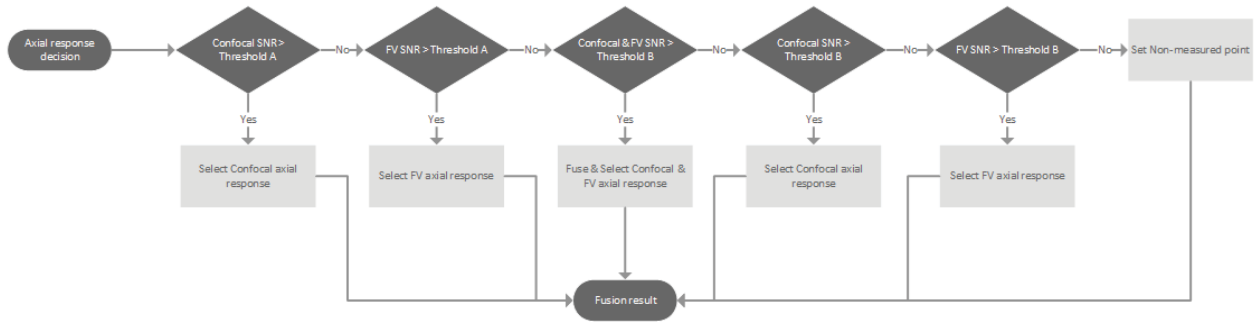 Axial response
decision
Confocal SNR>
Threshold A
No
FV SNR > Threshold A
No
Confocal & FV SNR >
Threshold B
No
Confocal SNR >
Threshold B
No
FV SNR > Threshold B
No
Set Non-measured point
Yes
Yes
Yes
Yes
Yes
Select Confocal axial
response
Select FV axial response
Fuse & Select Confocal &
FV axial response
Select Confocal axial
response
Select FV axial response
Fusion result